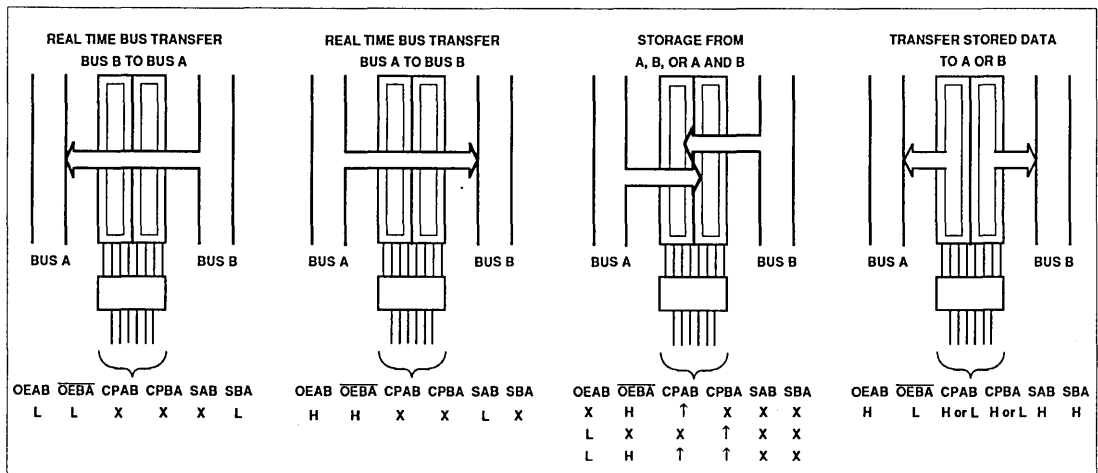 REAL TIME BUS TRANSFER
BUS B TO BUS A
BUS A
BUS B
OEAB OEBA CPAB CPBA SAB SBA
L L X X X L
REAL TIME BUS TRANSFER
BUS A TO BUS B
BUS A
BUS B
OEAB OEBA CPAB CPBA SAB SBA
H H X X L X
STORAGE FROM
A, B, OR A AND B
BUS A
BUS B
OEAB OEBA CPAB CPBA SAB SBA
X H ↑ X X X
L X X ↑ X X
L H ↑ ↑ X X
TRANSFER STORED DATA
TO A OR B
BUS A
BUS B
OEAB OEBA CPAB CPBA SAB SBA
H L H or L H or L H H